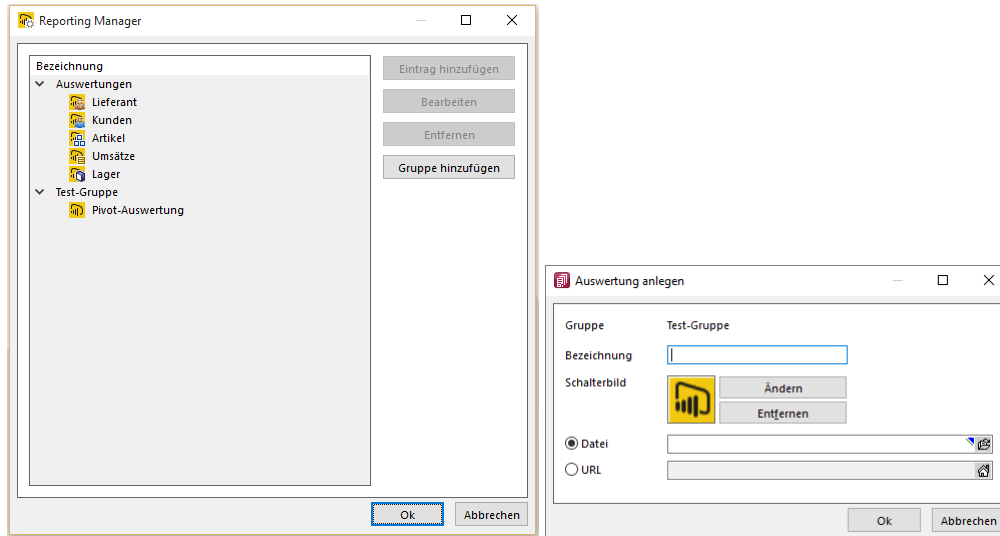 Reporting Manager
Bezeichnung
Auswertungen
Lieferant
Kunden
Artikel
Umsätze
Lager
Test-Gruppe
Pivot-Auswertung
Eintrag hinzufügen
Bearbeiten
Entfernen
Gruppe hinzufügen
Ok Abbrechen
Auswertung anlegen
Gruppe Test-Gruppe
Bezeichnung
Schalterbild
Ändern
Entfernen
Datei
URL
Ok Abbrechen